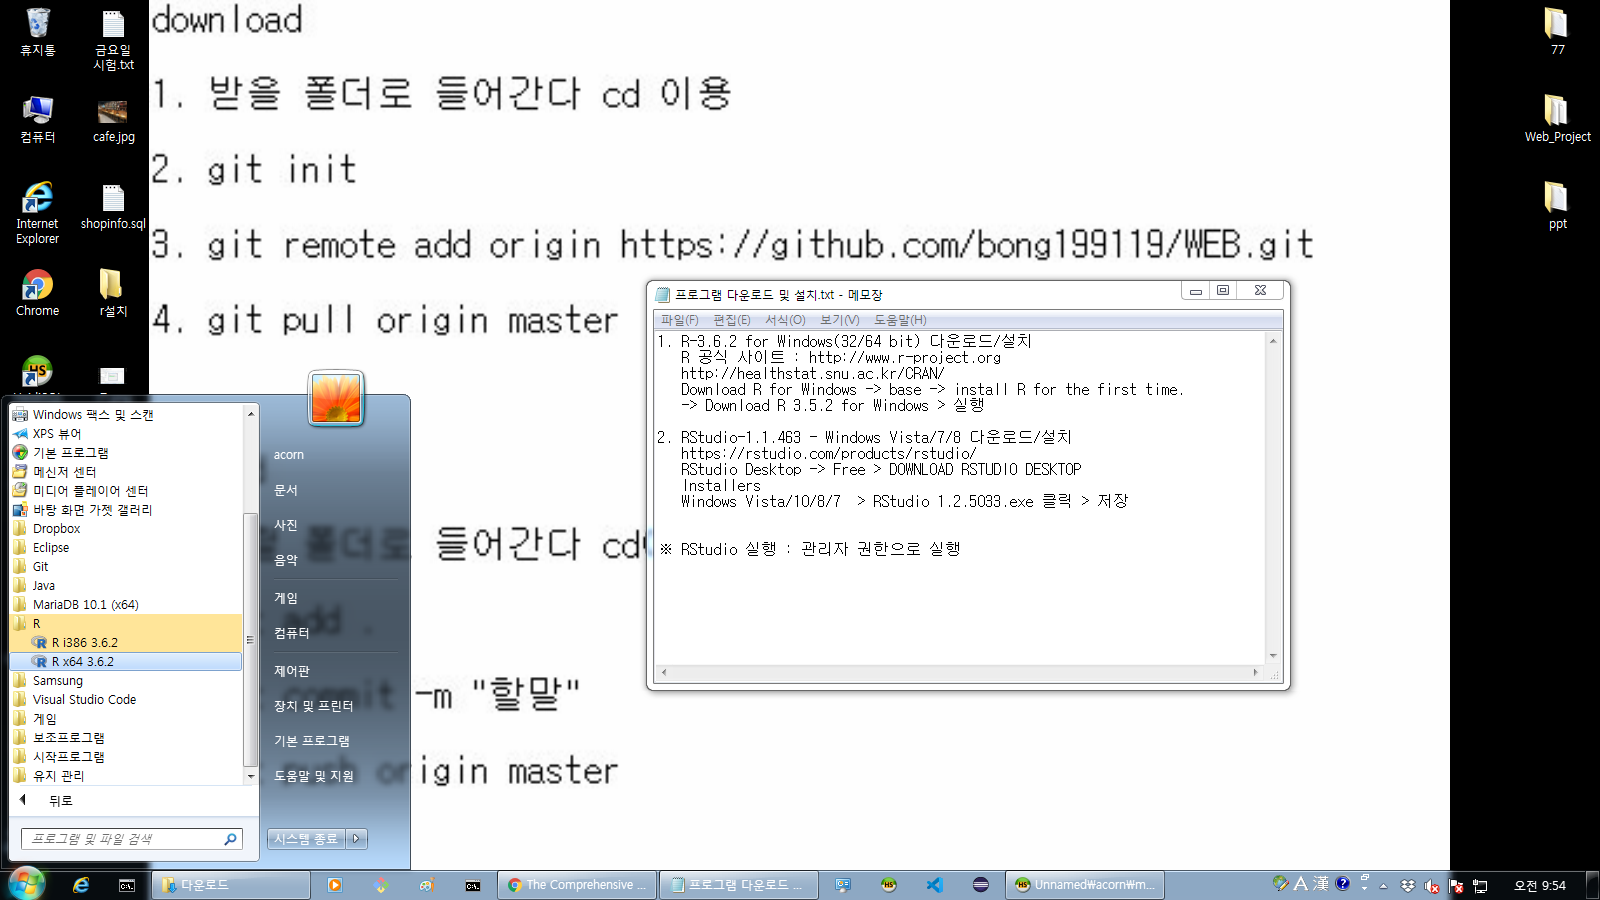 download
1. 받을 폴더로 들어간다 cd 이용
2. git init
3. git remote add origin https://github.com/bong199119/WEB.git
4. git pull origin master
폴더로 들어간다 cd
add .
commit -m "할말"
push origin master
휴지통
금요일 시험.txt
컴퓨터
cafe.jpg
Internet Explorer
shopinfo.sql
Chrome
r설치
77
Web_Project
ppt
프로그램 다운로드 및 설치.txt - 메모장
파일(F) 편집(E) 서식(O) 보기(V) 도움말(H)
1. R-3.6.2 for Windows(32/64 bit) 다운로드/설치
R 공식 사이트 : http://www.r-project.org
http://healthstat.snu.ac.kr/CRAN/
Download R for Windows -> base -> install R for the first time.
-> Download R 3.5.2 for Windows > 실행
2. RStudio-1.1.463 - Windows Vista/7/8 다운로드/설치
https://rstudio.com/products/rstudio/
RStudio Desktop -> Free > DOWNLOAD RSTUDIO DESKTOP
Installers
Windows Vista/10/8/7 > RStudio 1.2.5033.exe 클릭 > 저장
※ RStudio 실행 : 관리자 권한으로 실행
Windows 팩스 및 스캔
XPS 뷰어
기본 프로그램
메신저 센터
미디어 플레이어 센터
바탕 화면 가젯 갤러리
Dropbox
Eclipse
Git
Java
MariaDB 10.1 (x64)
R
R i386 3.6.2
R x64 3.6.2
Samsung
Visual Studio Code
게임
보조프로그램
시작프로그램
유지 관리
뒤로
프로그램 및 파일 검색
acorn
문서
사진
음악
게임
컴퓨터
제어판
장치 및 프린터
기본 프로그램
도움말 및 지원
시스템 종료
다운로드
The Comprehensive ...
프로그램 다운로드 ...
Unnamed\acorn\m...
A 漢
오전 9:54